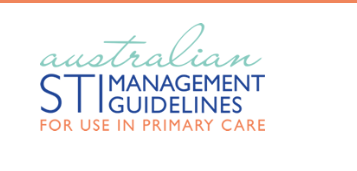 australian
STI MANAGEMENT
GUIDELINES
FOR USE IN PRIMARY CARE